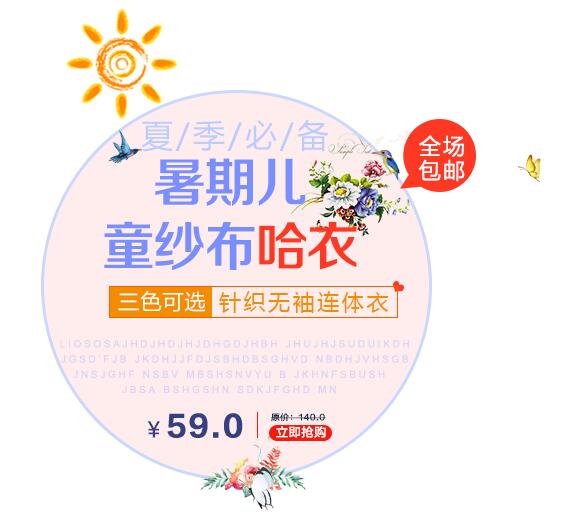 夏/季/必/备
全场
包邮
暑期儿
童纱布哈衣
三色可选 针织无袖连体衣
LIOSOSAJHDJHDJHJDHGDJHBH JHUJHJSUDUIKDH
JGSD'FJB JKDHJJFDJSBHDBSGHVD NBDHJVHSGB
JNSJGHF NSBV MBSHSNVYU B JKHNFSBUSH
JBSA BSHGSHN SDKJFGHD MN
¥ 59.0
原价：140.0
立即抢购